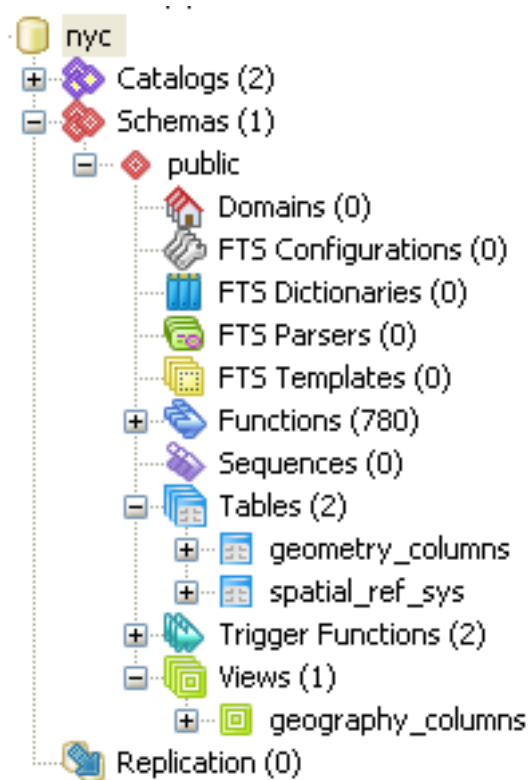 nyc
Catalogs (2)
Schemas (1)
public
Domains (0)
FTS Configurations (0)
FTS Dictionaries (0)
FTS Parsers (0)
FTS Templates (0)
Functions (780)
Sequences (0)
Tables (2)
geometry_columns
spatial_ref_sys
Trigger Functions (2)
Views (1)
geography_columns
Replication (0)